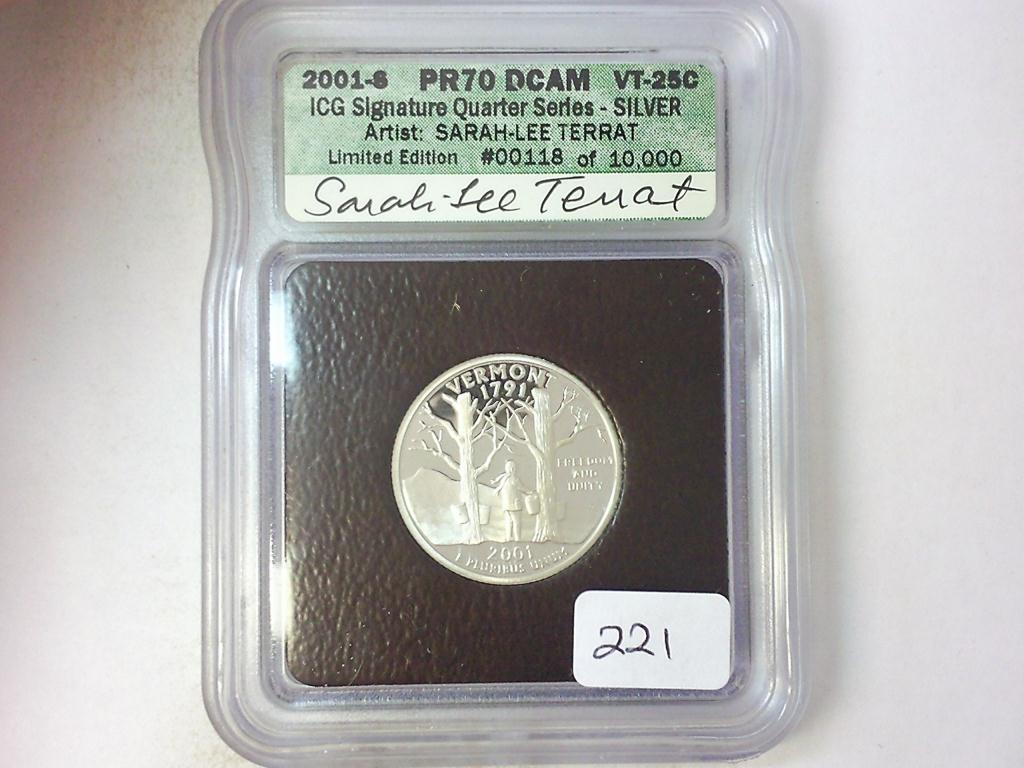 2001-S PR70 DCAM VT-25C
ICG Signature Quarter Series - SILVER
Artist: SARAH-LEE TERRAT
Limited Edition #00118 of 10,000
Sarah-Lee Terrat
VERMONT
1791
FREEDOM
AND
UNITY
2001
E PLURIBUS UNUM
221